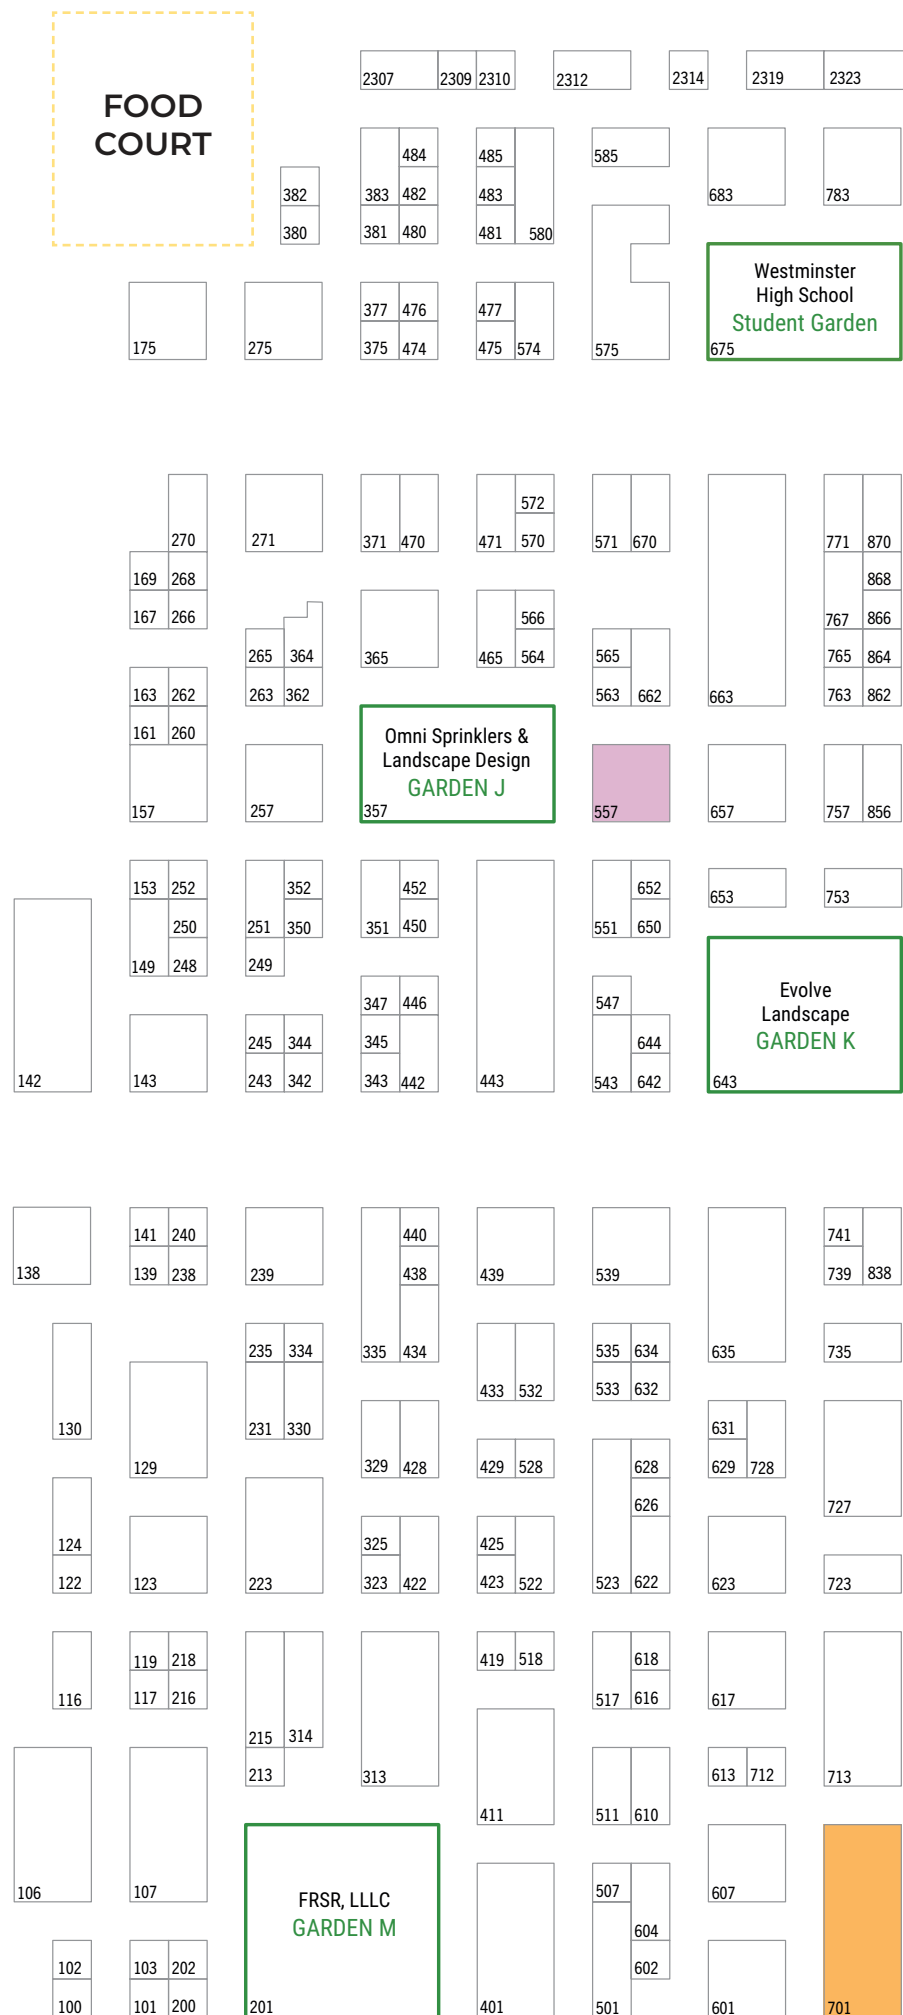 2307 2309 2310 2312 2314 2319 2323
FOOD
COURT
484 485 585
382 383 482 483 683 783
380 381 480 481 580
Westminster
High School
Student Garden
377 476 477
175 275 375 474 475 574 575 675
572
270 271 371 470 471 570 571 670 771 870
169 268 868
167 266 566 767 866
265 364 365 465 564 565 765 864
163 262 263 362 563 662 663 763 862
161 260
Omni Sprinklers &
Landscape Design
GARDEN J
157 257 357 557 657 757 856
153 252 352 452 652 653 753
250 251 350 351 450 551 650
149 248 249
Evolve
Landscape
GARDEN K
347 446 547
245 344 345 644
142 143 243 342 343 442 443 543 642 643
141 240 440 741
138 139 238 239 438 439 539 739 838
235 334 335 434 535 634 635 735
433 532 533 632
130 231 330 631
129 329 428 429 528 628 629 728
626 727
124 325 425
122 123 223 323 422 423 522 523 622 623 723
119 218 419 518 618
116 117 216 517 616 617
215 314
213 313 613 712 713
411 511 610
106 107 507 607
FRSR, LLLC
GARDEN M
604
102 103 202 602
100 101 200 201 401 501 601 701